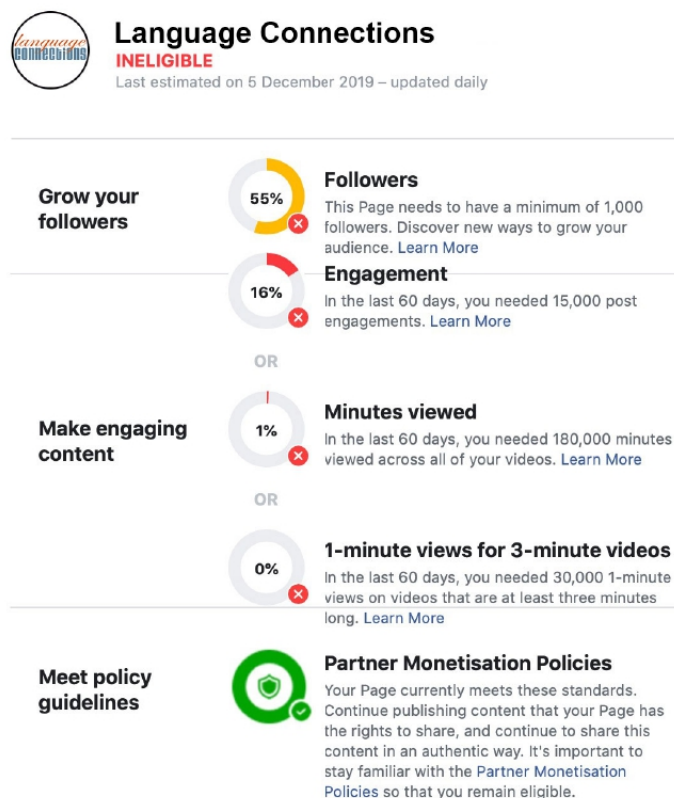 language
connections
Language Connections
INELIGIBLE
Last estimated on 5 December 2019 – updated daily
Grow your
followers
55%
Followers
This Page needs to have a minimum of 1,000
followers. Discover new ways to grow your
audience. Learn More
Make engaging
content
16%
Engagement
In the last 60 days, you needed 15,000 post
engagements. Learn More
OR
1%
Minutes viewed
In the last 60 days, you needed 180,000 minutes
viewed across all of your videos. Learn More
OR
0%
1-minute views for 3-minute videos
In the last 60 days, you needed 30,000 1-minute
views on videos that are at least three minutes
long. Learn More
Meet policy
guidelines
Partner Monetisation Policies
Your Page currently meets these standards.
Continue publishing content that your Page has
the rights to share, and continue to share this
content in an authentic way. It's important to
stay familiar with the Partner Monetisation
Policies so that you remain eligible.